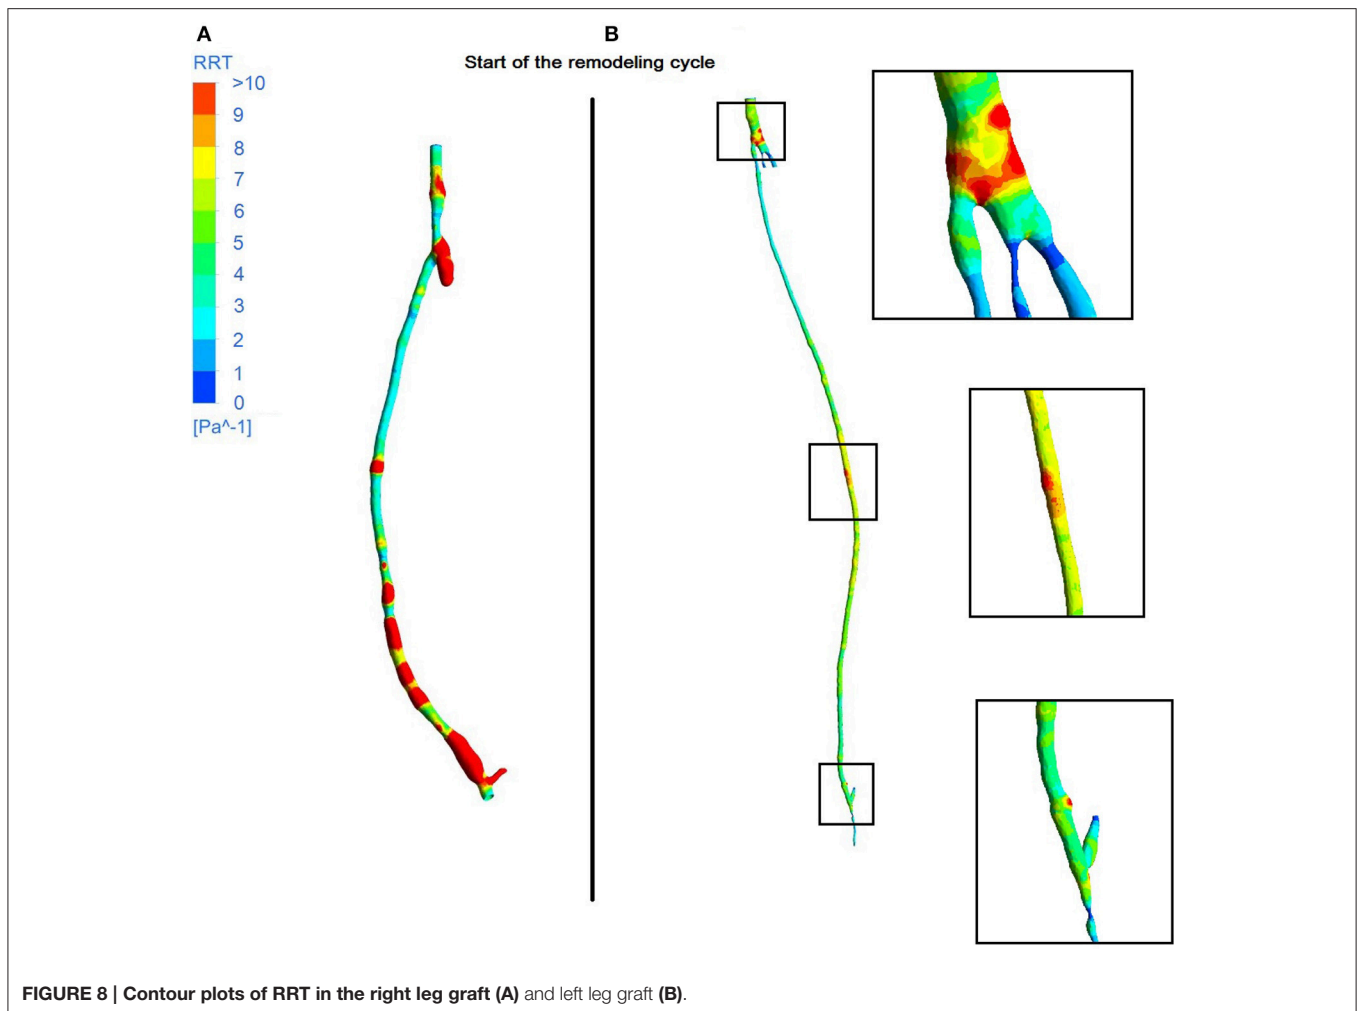 A
B
Start of the remodeling cycle
RRT
>10
9
8
7
6
5
4
3
2
1
0
[Pa^-1]
FIGURE 8 | Contour plots of RRT in the right leg graft (A) and left leg graft (B).